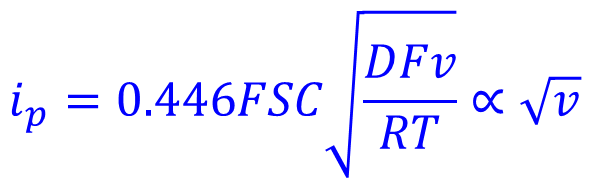 i_p = 0.446FSC√(DFv/RT) ∝ √v